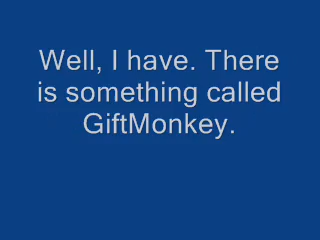 Well, I have. There
is something called
GiftMonkey.